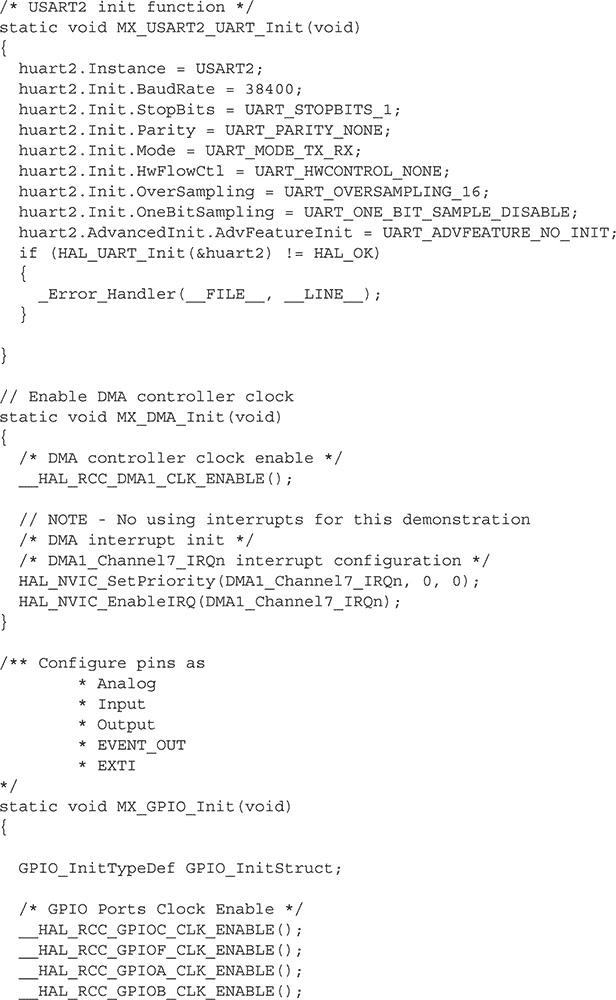 /* USART2 init function */
static void MX_USART2_UART_Init(void)
{
  huart2.Instance = USART2;
  huart2.Init.BaudRate = 38400;
  huart2.Init.StopBits = UART_STOPBITS_1;
  huart2.Init.Parity = UART_PARITY_NONE;
  huart2.Init.Mode = UART_MODE_TX_RX;
  huart2.Init.HwFlowCtl = UART_HWCONTROL_NONE;
  huart2.Init.OverSampling = UART_OVERSAMPLING_16;
  huart2.Init.OneBitSampling = UART_ONE_BIT_SAMPLE_DISABLE;
  huart2.AdvancedInit.AdvFeatureInit = UART_ADVFEATURE_NO_INIT;
  if (HAL_UART_Init(&huart2) != HAL_OK)
  {
    _Error_Handler(__FILE__, __LINE__);
  }

}

// Enable DMA controller clock
static void MX_DMA_Init(void)
{
  /* DMA controller clock enable */
  __HAL_RCC_DMA1_CLK_ENABLE();

  // NOTE - No using interrupts for this demonstration
  /* DMA interrupt init */
  /* DMA1_Channel7_IRQn interrupt configuration */
  HAL_NVIC_SetPriority(DMA1_Channel7_IRQn, 0, 0);
  HAL_NVIC_EnableIRQ(DMA1_Channel7_IRQn);
}

/** Configure pins as
        * Analog
        * Input
        * Output
        * EVENT_OUT
        * EXTI
*/
static void MX_GPIO_Init(void)
{

  GPIO_InitTypeDef GPIO_InitStruct;

  /* GPIO Ports Clock Enable */
  __HAL_RCC_GPIOC_CLK_ENABLE();
  __HAL_RCC_GPIOF_CLK_ENABLE();
  __HAL_RCC_GPIOA_CLK_ENABLE();
  __HAL_RCC_GPIOB_CLK_ENABLE();